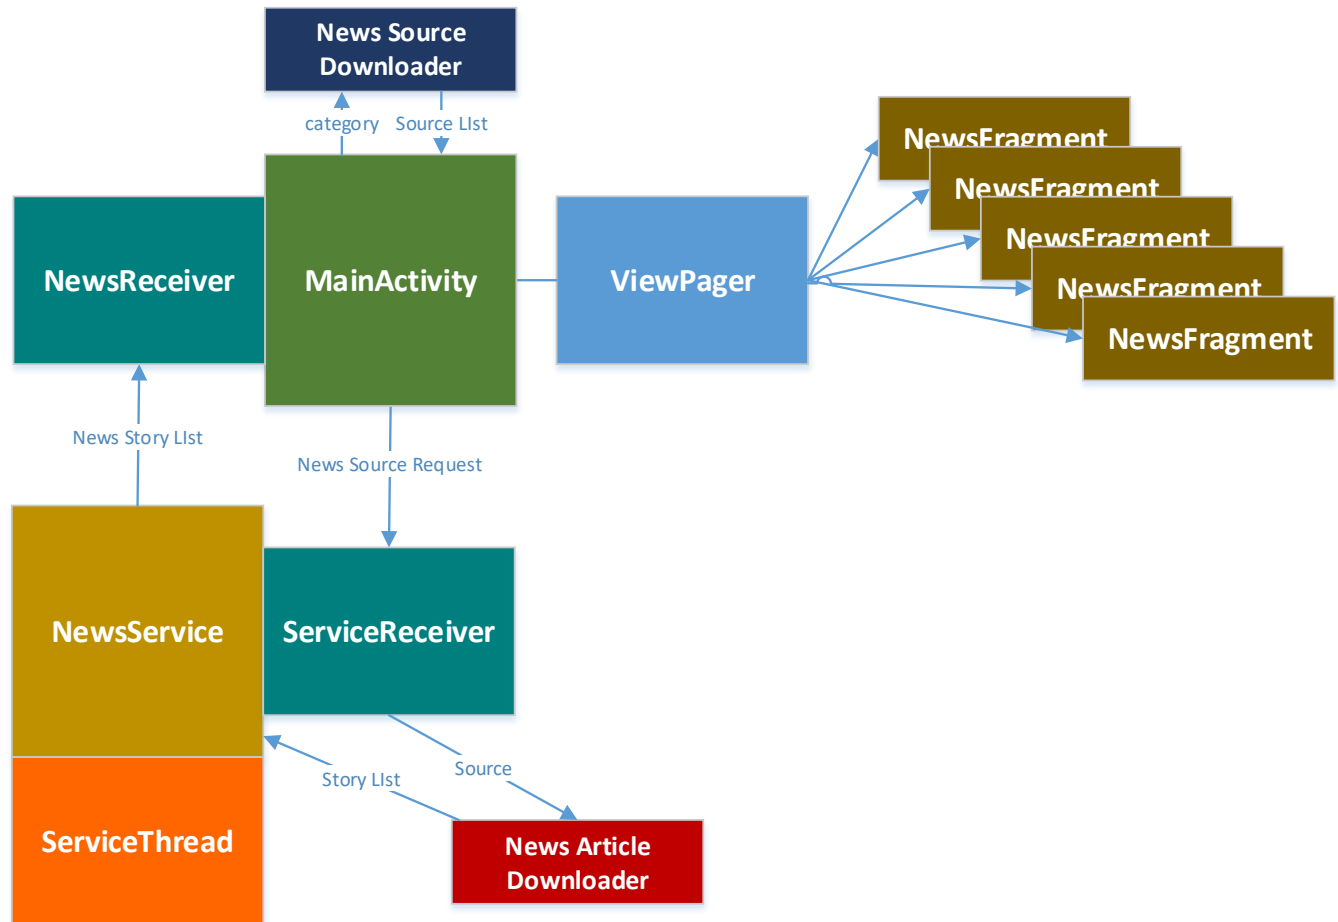 News Source
Downloader
category
Source LIst
NewsFragment
NewsFragment
NewsFragment
NewsFragment
NewsFragment
NewsReceiver
MainActivity
ViewPager
News Story LIst
News Source Request
NewsService
ServiceReceiver
Story LIst
Source
ServiceThread
News Article
Downloader